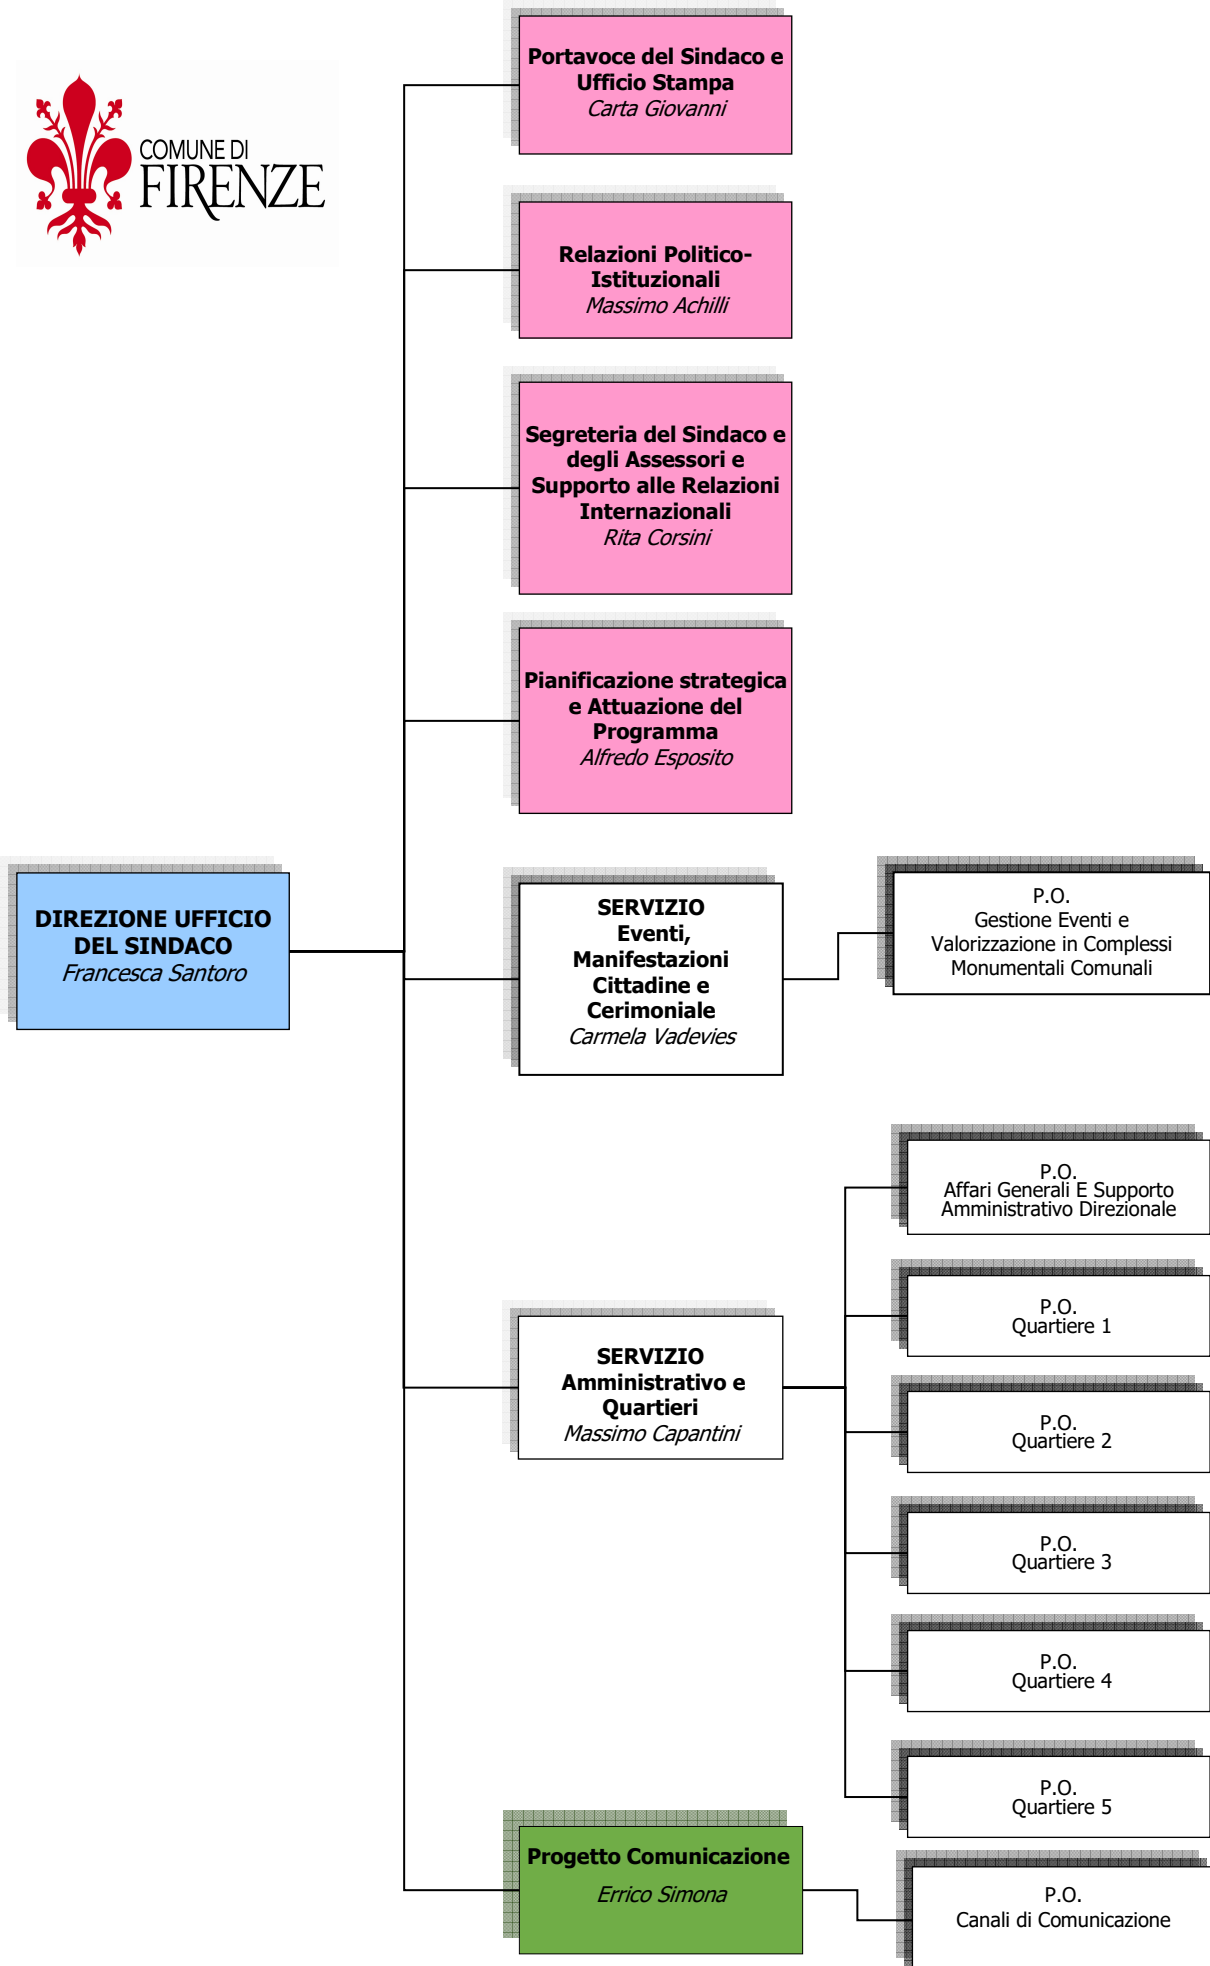 COMUNE DI
FIRENZE
Portavoce del Sindaco e
Ufficio Stampa
Carta Giovanni
Relazioni Politico-
Istituzionali
Massimo Achilli
Segreteria del Sindaco e
degli Assessori e
Supporto alle Relazioni
Internazionali
Rita Corsini
Pianificazione strategica
e Attuazione del
Programma
Alfredo Esposito
DIREZIONE UFFICIO
DEL SINDACO
Francesca Santoro
SERVIZIO
Eventi,
Manifestazioni
Cittadine e
Cerimoniale
Carmela Vadevies
P.O.
Gestione Eventi e
Valorizzazione in Complessi
Monumentali Comunali
SERVIZIO
Amministrativo e
Quartieri
Massimo Capantini
P.O.
Affari Generali E Supporto
Amministrativo Direzionale
P.O.
Quartiere 1
P.O.
Quartiere 2
P.O.
Quartiere 3
P.O.
Quartiere 4
P.O.
Quartiere 5
Progetto Comunicazione
Errico Simona
P.O.
Canali di Comunicazione